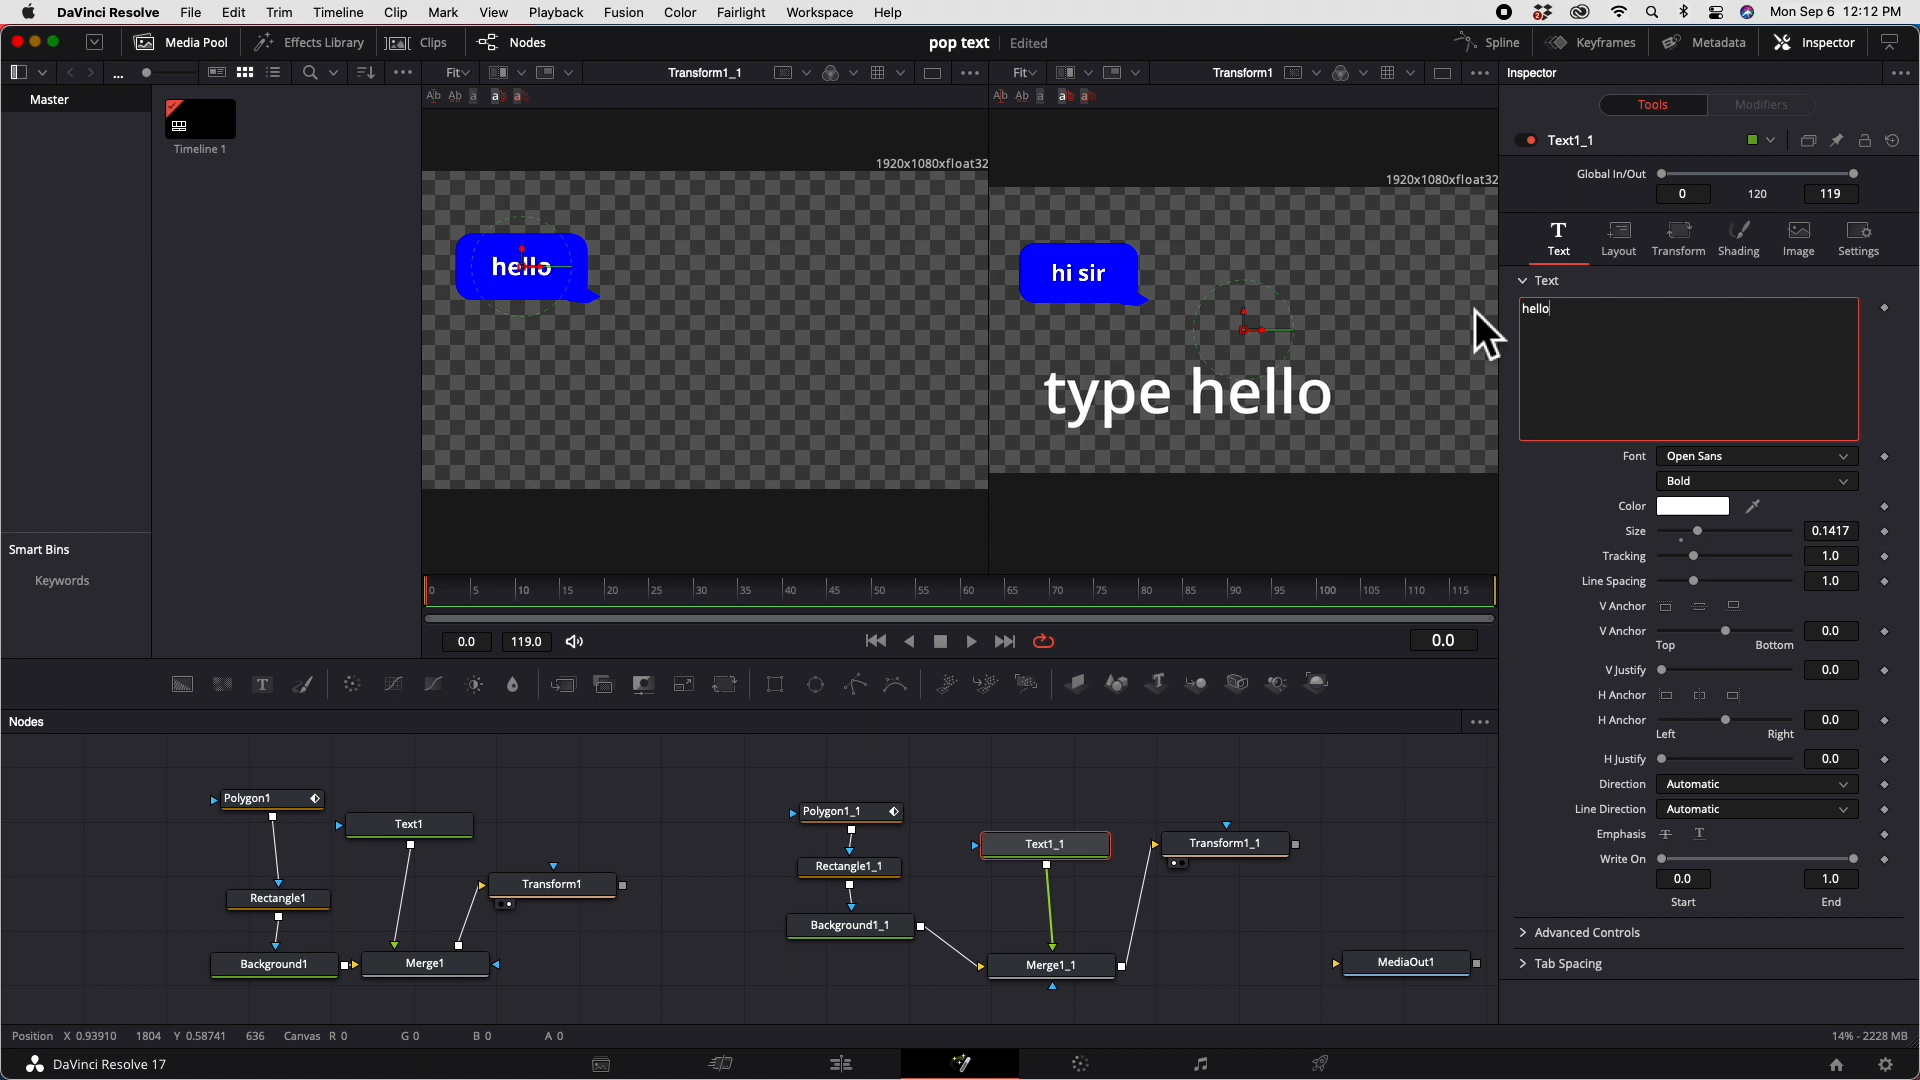 DaVinci Resolve File Edit Trim Timeline Clip Mark View Playback Fusion Color Fairlight Workspace Help
Mon Sep 6 12:12 PM
Media Pool Effects Library Clips Nodes
pop text Edited
Spline Keyframes Metadata Inspector
Fit Transform1_1
Fit Transform1
Inspector
Master
Timeline 1
Smart Bins
Keywords
1920x1080xfloat32
hello
1920x1080xfloat32
hi sir
type hello
0 5 10 15 20 25 30 35 40 45 50 55 60 65 70 75 80 85 90 95 100 105 110 115
0.0 119.0
0.0
Tools Modifiers
Text1_1
Global In/Out
0 120 119
Text Layout Transform Shading Image Settings
Text
hello
Font Open Sans
Bold
Color
Size 0.1417
Tracking 1.0
Line Spacing 1.0
V Anchor
V Anchor 0.0
Top Bottom
V Justify 0.0
H Anchor
H Anchor 0.0
Left Right
H Justify 0.0
Direction Automatic
Line Direction Automatic
Emphasis T T
Write On
0.0 1.0
Start End
Advanced Controls
Tab Spacing
Nodes
Polygon1
Text1
Rectangle1
Transform1
Background1
Merge1
Polygon1_1
Text1_1
Transform1_1
Rectangle1_1
Background1_1
Merge1_1
MediaOut1
Position X 0.93910 1804 Y 0.58741 636 Canvas R 0 G 0 B 0 A 0
14% - 2228 MB
DaVinci Resolve 17